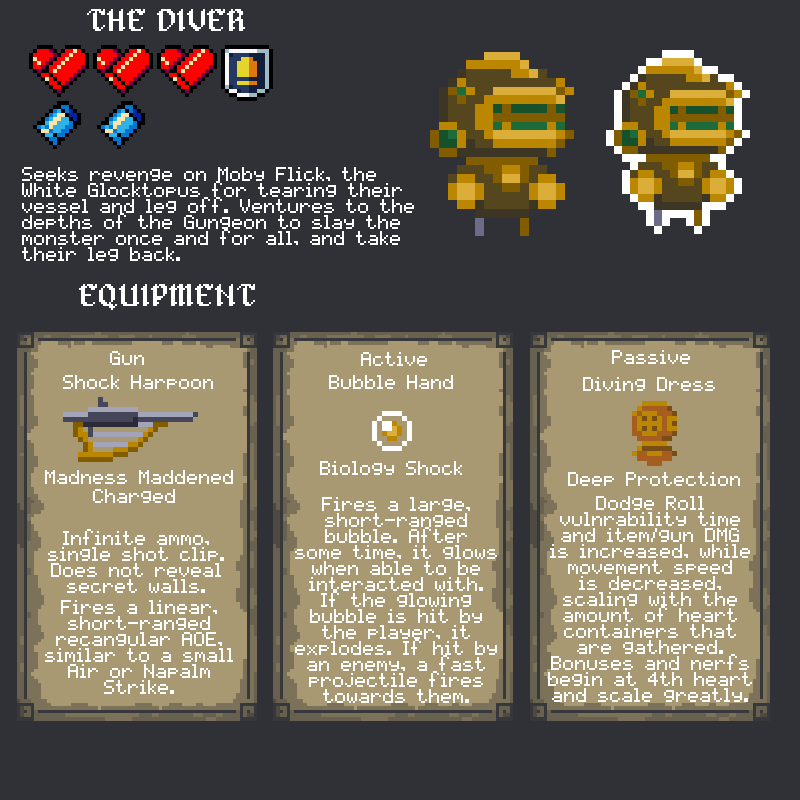 THE DIVER
Seeks revenge on Moby Flick, the
White Glocktopus for tearing their
vessel and leg off. Ventures to the
depths of the Gungeon to slay the
monster once and for all, and take
their leg back.
EQUIPMENT
Gun
Shock Harpoon
Madness Maddened
Charged
Infinite ammo,
single shot clip.
Does not reveal
secret walls.
Fires a linear,
short-ranged
recangular AOE,
similar to a small
Air or Napalm
Strike.
Active
Bubble Hand
Biology Shock
Fires a large,
short-ranged
bubble. After
some time, it glows
when able to be
interacted with.
If the glowing
bubble is hit by
the player, it
explodes. If hit by
an enemy, a fast
projectile fires
towards them.
Passive
Diving Dress
Deep Protection
Dodge Roll
vulnrability time
and item/gun DMG
is increased, while
movement speed
is decreased,
scaling with the
amount of heart
containers that
are gathered.
Bonuses and nerfs
begin at 4th heart
and scale greatly.